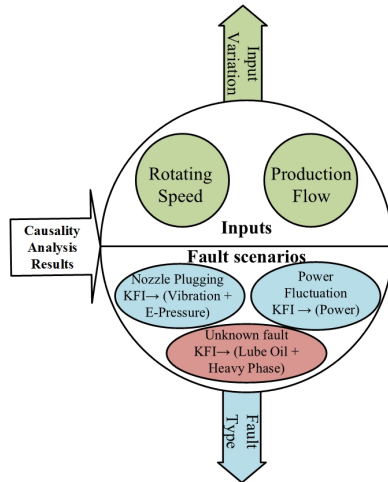 Input
Variation
Rotating
Speed
Production
Flow
Inputs
Causality
Analysis
Results
Fault scenarios
Nozzle Plugging
KFI→ (Vibration +
E-Pressure)
Power
Fluctuation
KFI → (Power)
Unknown fault
KFI→ (Lube Oil +
Heavy Phase)
Fault
Type